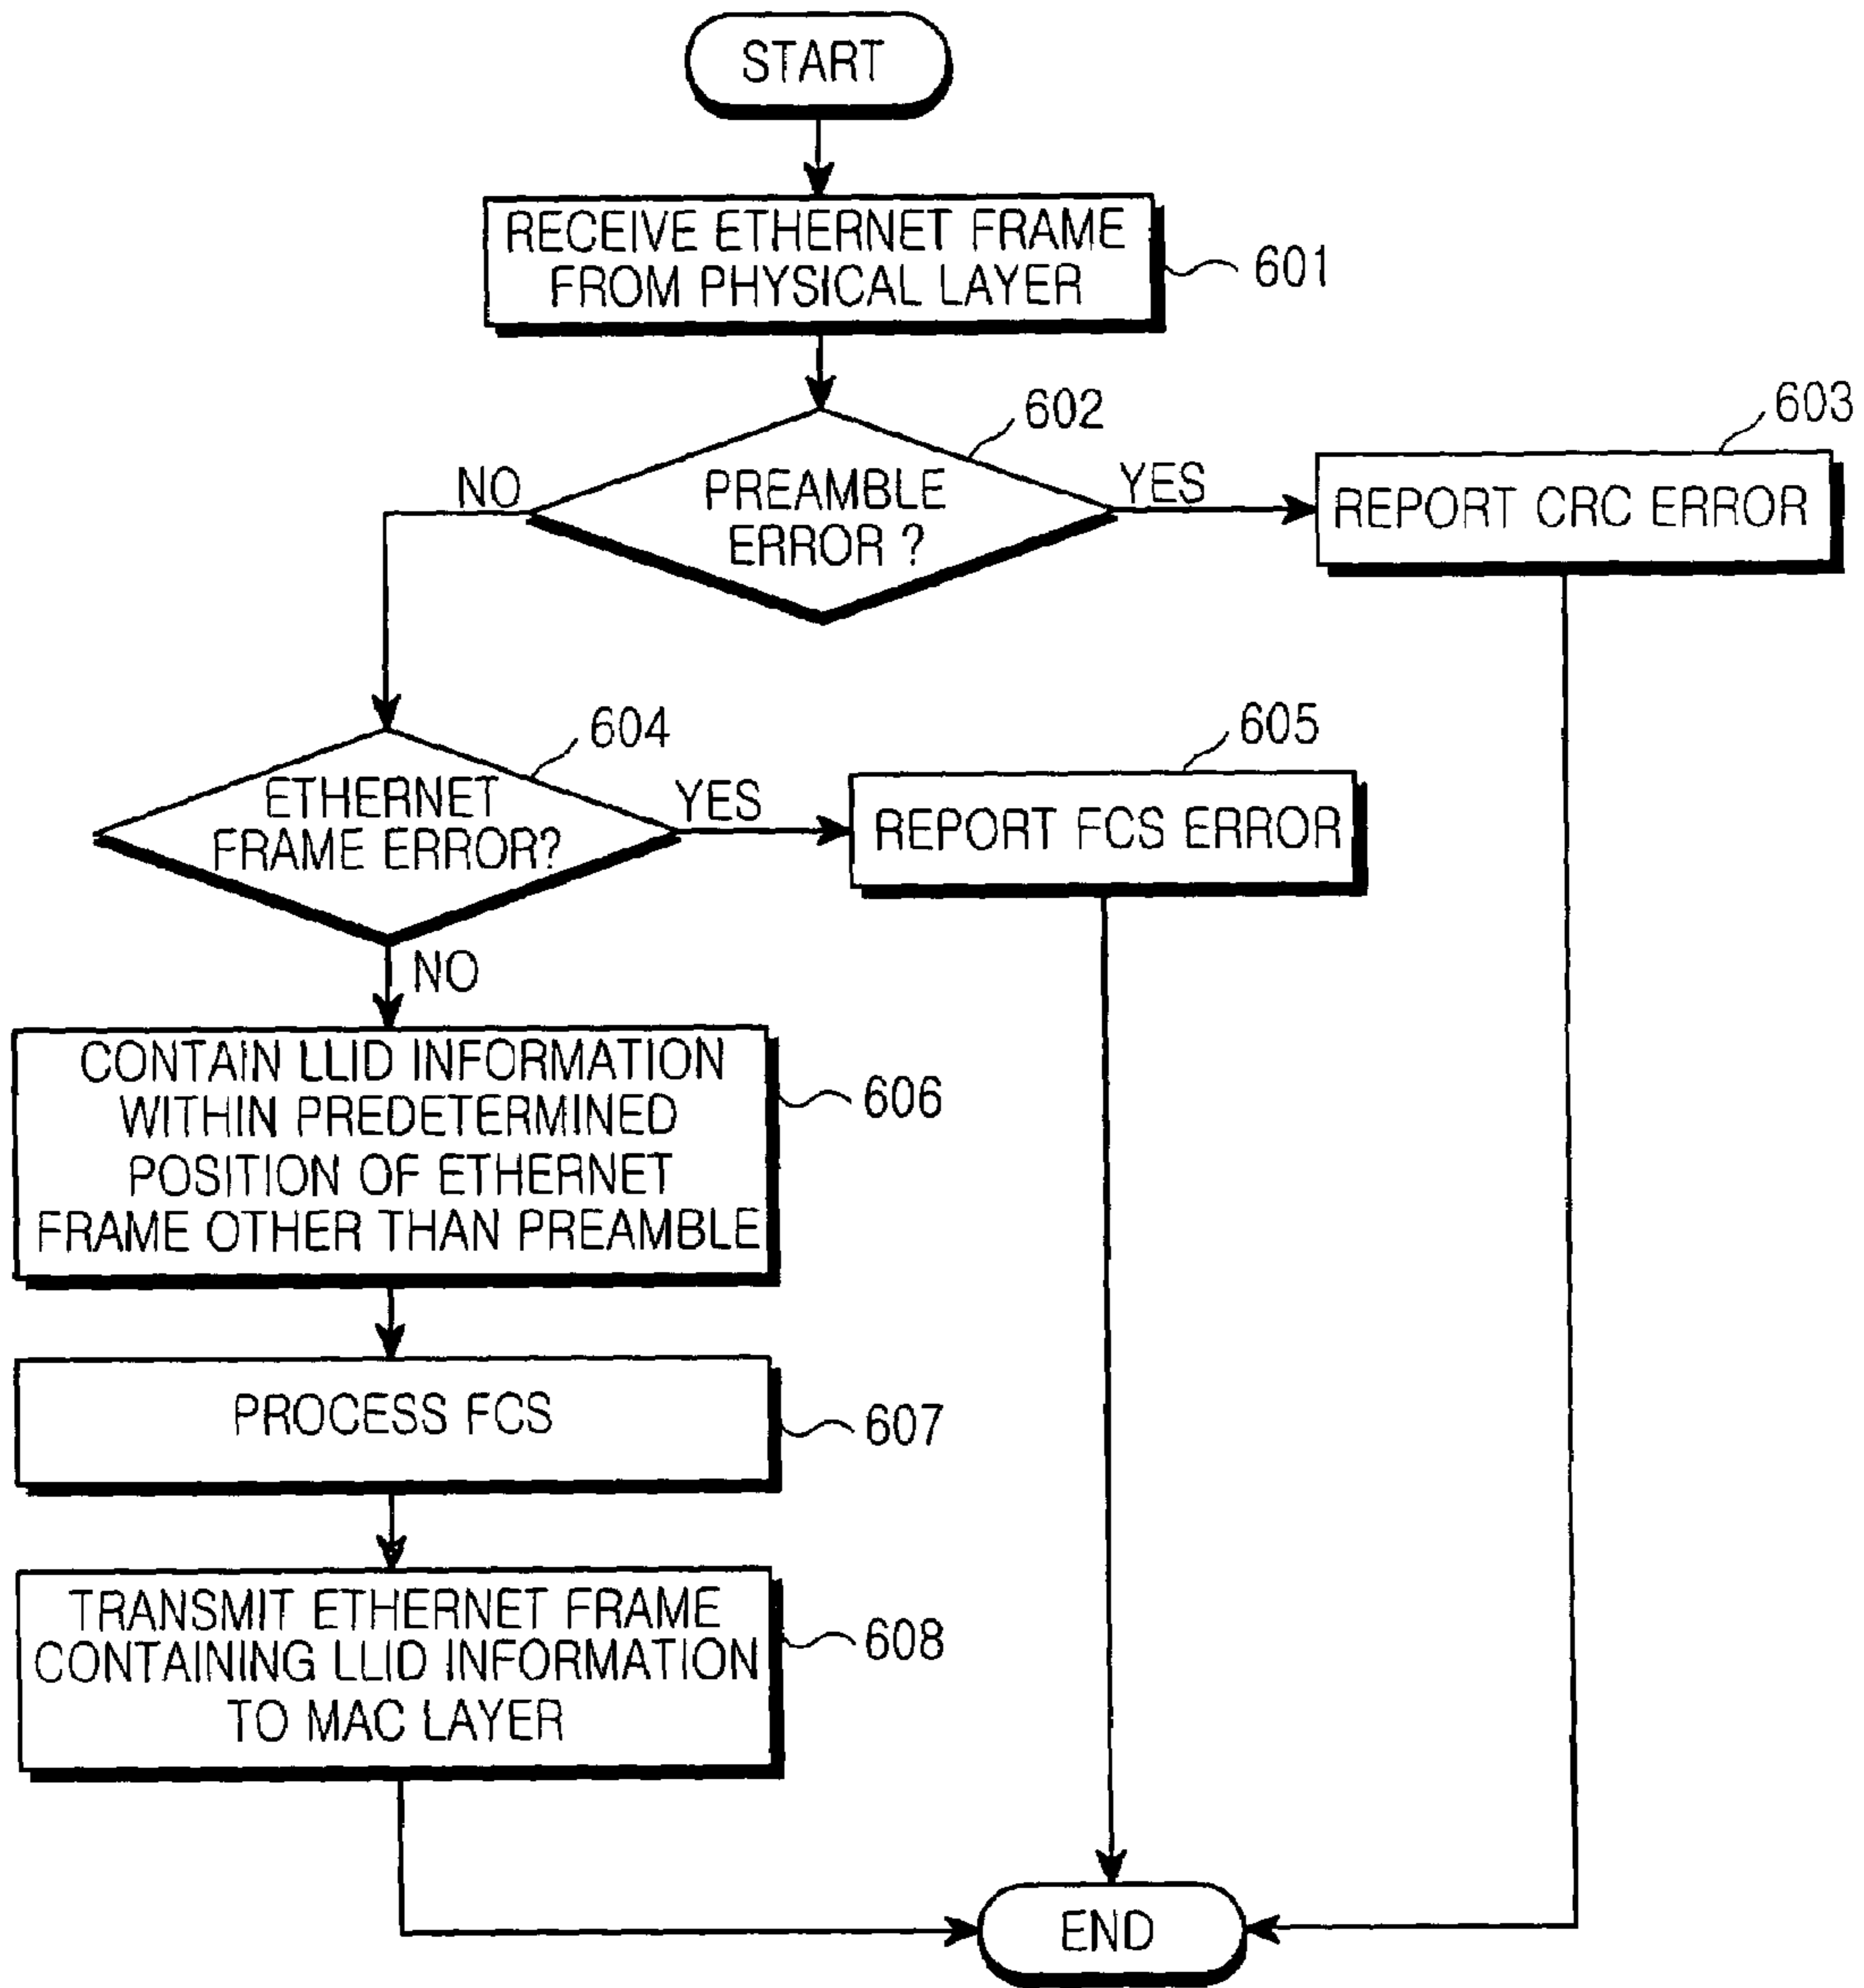 START
RECEIVE ETHERNET FRAME
FROM PHYSICAL LAYER
601
602
603
NO
PREAMBLE
ERROR ?
YES
REPORT CRC ERROR
604
605
ETHERNET
FRAME ERROR?
YES
REPORT FCS ERROR
NO
CONTAIN LLID INFORMATION
WITHIN PREDETERMINED
POSITION OF ETHERNET
FRAME OTHER THAN PREAMBLE
606
PROCESS FCS
607
TRANSMIT ETHERNET FRAME
CONTAINING LLID INFORMATION
TO MAC LAYER
608
END